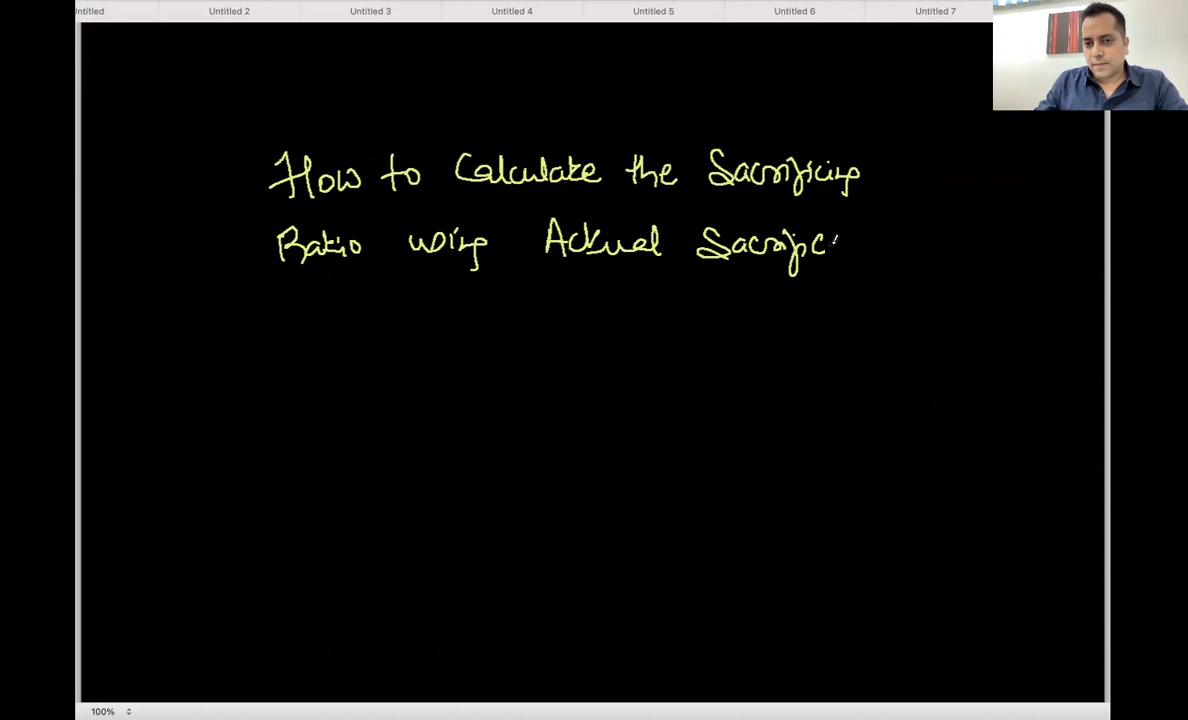 ntitled Untitled 2 Untitled 3 Untitled 4 Untitled 5 Untitled 6 Untitled 7
How to Calculate the Sacrificing
Ratio using Actual Sacrific
100%